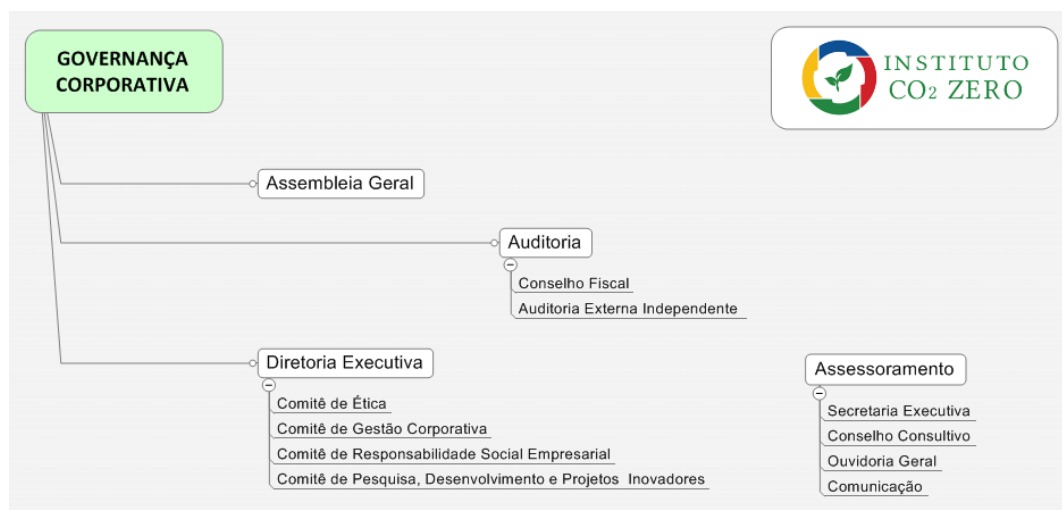 GOVERNANÇA
CORPORATIVA
INSTITUTO
CO₂ ZERO
Assembleia Geral
Auditoria
Conselho Fiscal
Auditoria Externa Independente
Diretoria Executiva
Comitê de Ética
Comitê de Gestão Corporativa
Comitê de Responsabilidade Social Empresarial
Comitê de Pesquisa, Desenvolvimento e Projetos Inovadores
Assessoramento
Secretaria Executiva
Conselho Consultivo
Ouvidoria Geral
Comunicação